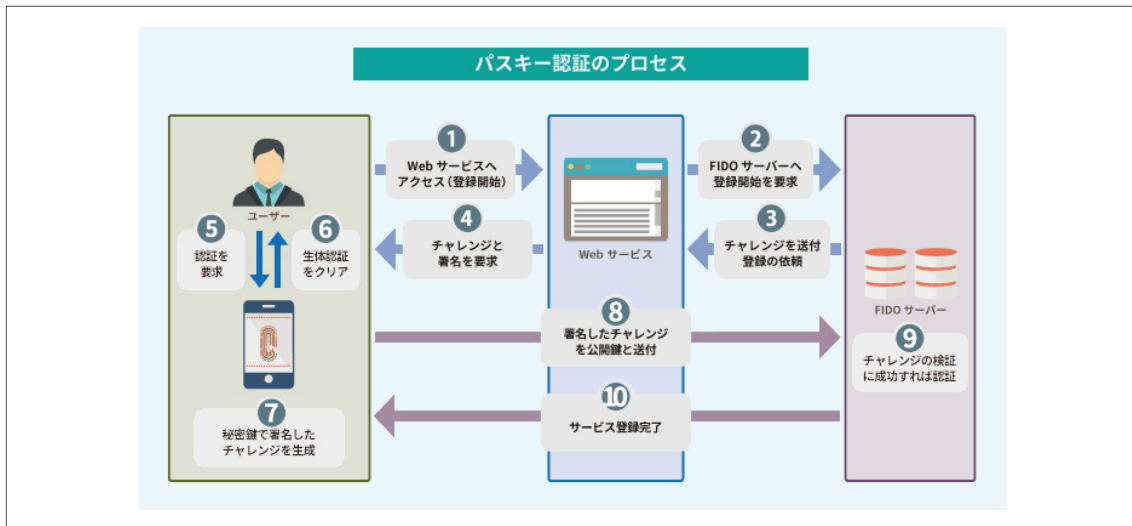 パスキー認証のプロセス
1
Web サービスへ
アクセス（登録開始）
2
FIDO サーバーへ
登録開始を要求
ユーザー
5
認証を
要求
6
生体認証
をクリア
4
チャレンジと
署名を要求
Web サービス
3
チャレンジを送付
登録の依頼
FIDO サーバー
8
署名したチャレンジ
を公開鍵と送付
9
チャレンジの検証
に成功すれば認証
7
秘密鍵で署名した
チャレンジを生成
10
サービス登録完了